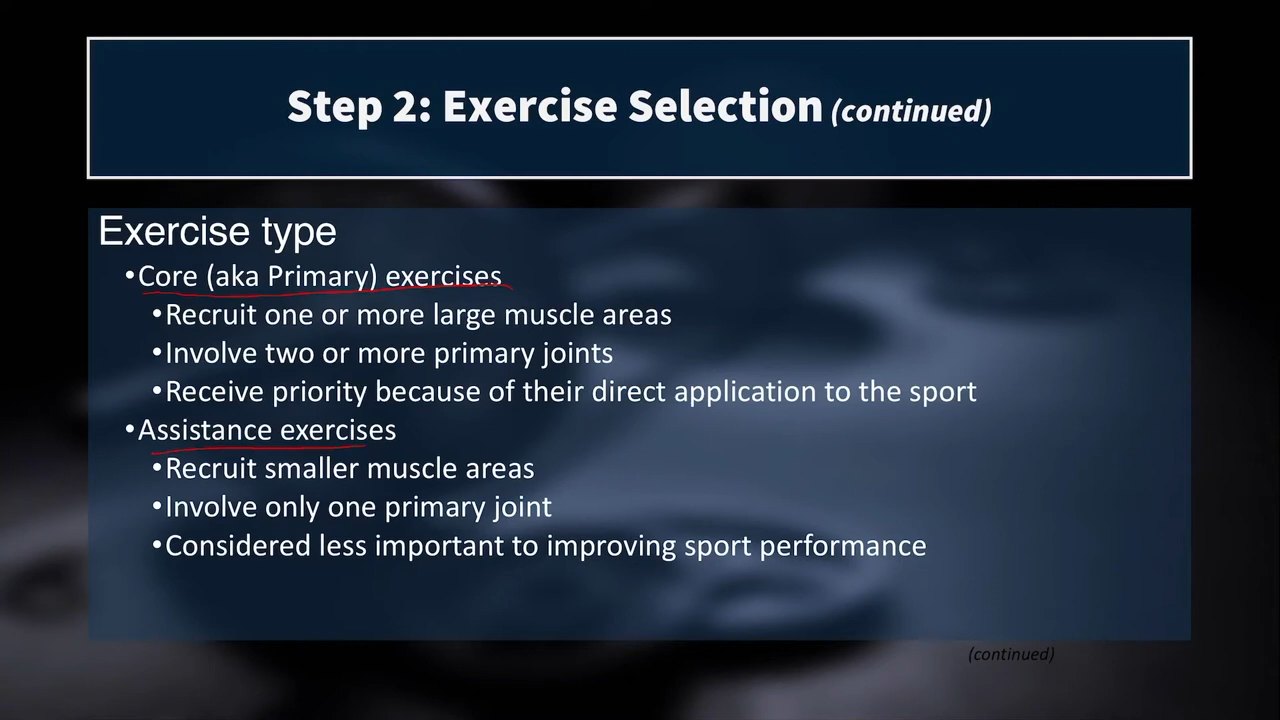 Step 2: Exercise Selection (continued)
Exercise type
•Core (aka Primary) exercises
•Recruit one or more large muscle areas
•Involve two or more primary joints
•Receive priority because of their direct application to the sport
•Assistance exercises
•Recruit smaller muscle areas
•Involve only one primary joint
•Considered less important to improving sport performance
(continued)